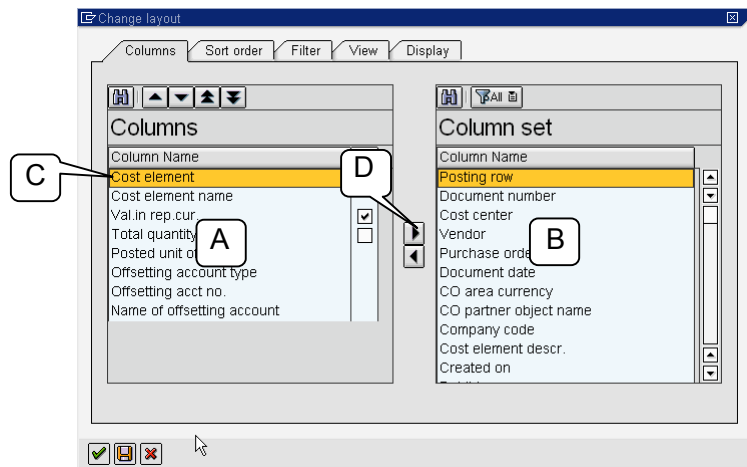 Change layout
Columns Sort order Filter View Display
All
Columns
Column Name
Cost element
Cost element name
Val.in rep.cur
Total quantity
Posted unit o
Offsetting account type
Offsetting acct no.
Name of offsetting account
Column set
Column Name
Posting row
Document number
Cost center
Vendor
Purchase orde
Document date
CO area currency
CO partner object name
Company code
Cost element descr.
Created on
C
D
A
B